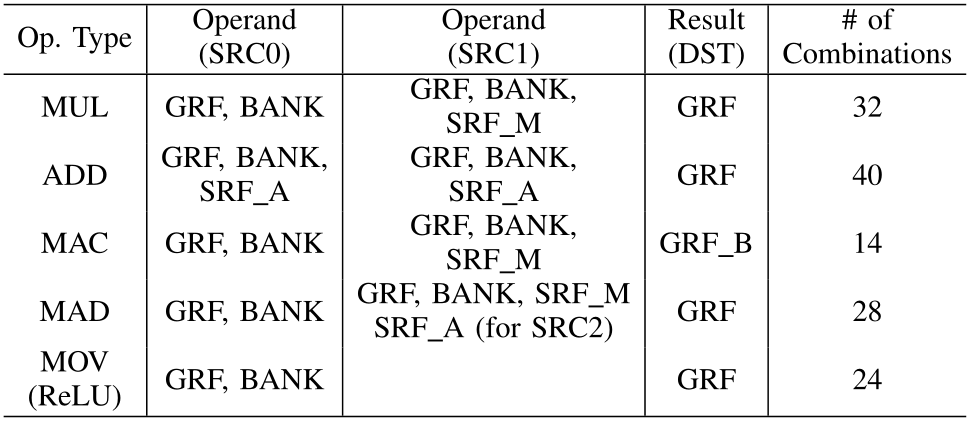 Op. Type
Operand
(SRC0)
Operand
(SRC1)
Result
(DST)
# of
Combinations
MUL
GRF, BANK
GRF, BANK,
SRF_M
GRF
32
ADD
GRF, BANK,
SRF_A
GRF, BANK,
SRF_A
GRF
40
MAC
GRF, BANK
GRF, BANK,
SRF_M
GRF_B
14
MAD
GRF, BANK
GRF, BANK, SRF_M
SRF_A (for SRC2)
GRF
28
MOV
(ReLU)
GRF, BANK
GRF
24